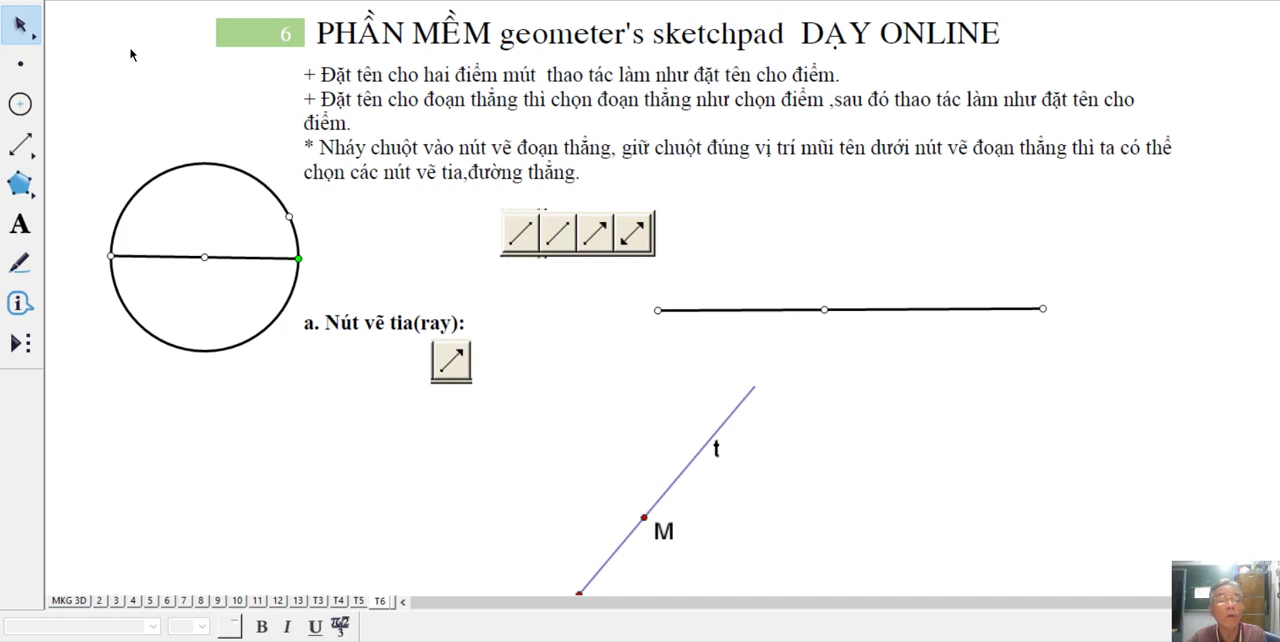 6 PHẦN MỀM geometer's sketchpad DẠY ONLINE
+ Đặt tên cho hai điểm mút thao tác làm như đặt tên cho điểm.
+ Đặt tên cho đoạn thẳng thì chọn đoạn thẳng như chọn điểm ,sau đó thao tác làm như đặt tên cho
điểm.
* Nháy chuột vào nút vẽ đoạn thẳng, giữ chuột đúng vị trí mũi tên dưới nút vẽ đoạn thẳng thì ta có thể
chọn các nút vẽ tia,đường thẳng.
A
a. Nút vẽ tia(ray):
t
M
MKG 3D 2 3 4 5 6 7 8 9 10 11 12 13 T3 T4 T5 T6
B I U